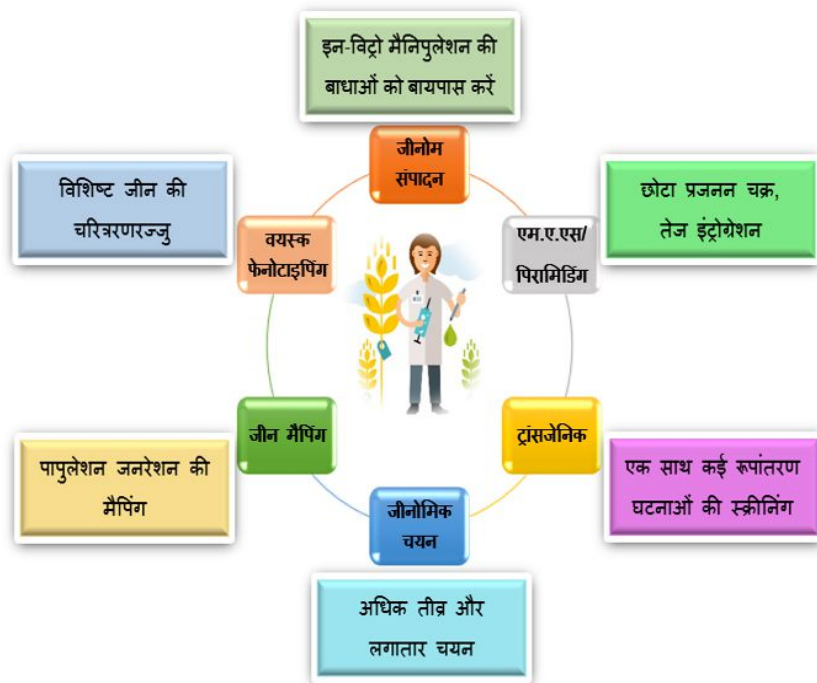 इन-विट्रो मैनिपुलेशन की
बाधाओं को बायपास करें
जीनोम
संपादन
छोटा प्रजनन चक्र,
तेज इंट्रोग्रेशन
एम.ए.एस/
पिरामिडिंग
एक साथ कई रूपांतरण
घटनाओं की स्क्रीनिंग
ट्रांसजेनिक
जीनोमिक
चयन
अधिक तीव्र और
लगातार चयन
जीन मैपिंग
पापुलेशन जनरेशन की
मैपिंग
वयस्क
फेनोटाइपिंग
विशिष्ट जीन की
चरित्ररणरज्जु